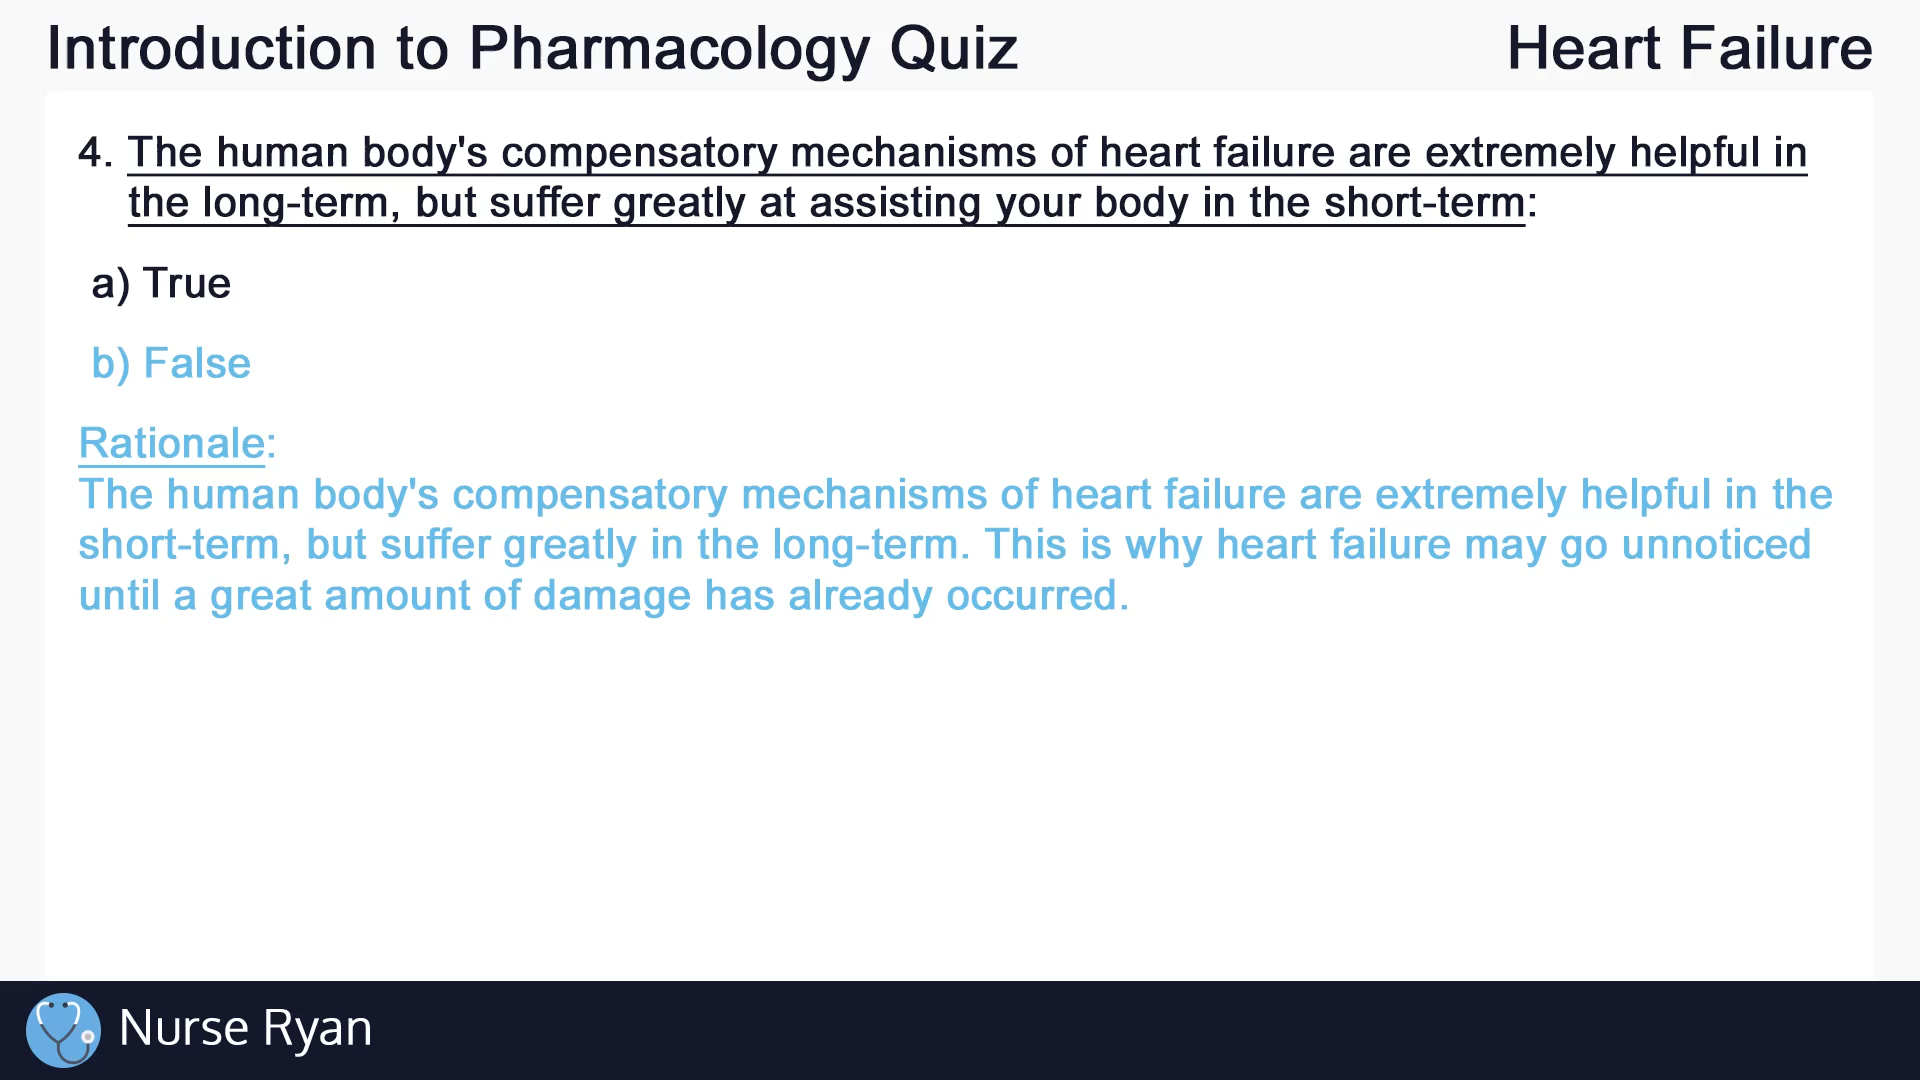 Introduction to Pharmacology Quiz
Heart Failure
4. The human body's compensatory mechanisms of heart failure are extremely helpful in
the long-term, but suffer greatly at assisting your body in the short-term:
a) True
b) False
Rationale:
The human body's compensatory mechanisms of heart failure are extremely helpful in the
short-term, but suffer greatly in the long-term. This is why heart failure may go unnoticed
until a great amount of damage has already occurred.
Nurse Ryan